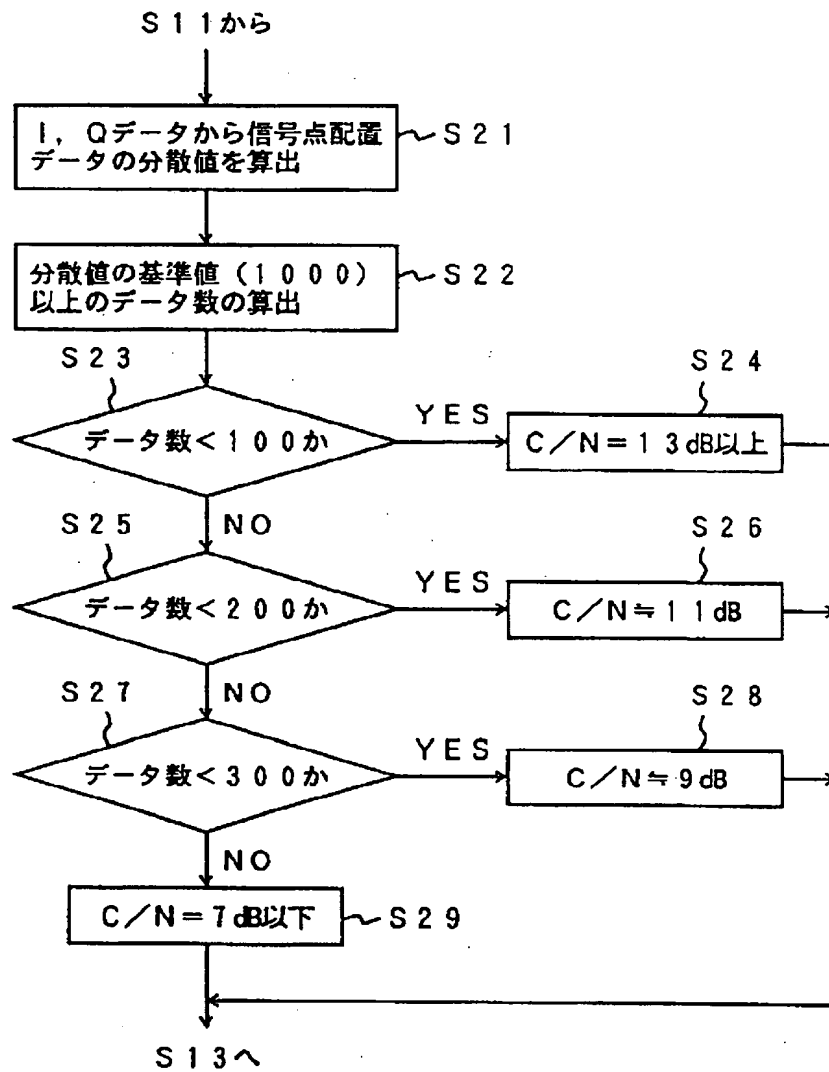 S11から
I,Qデータから信号点配置
データの分散値を算出
S21
分散値の基準値(1000)
以上のデータ数の算出
S22
S23
データ数<100か
YES
S24
C/N=13dB以上
NO
S25
データ数<200か
YES
S26
C/N≒11dB
NO
S27
データ数<300か
YES
S28
C/N≒9dB
NO
C/N=7dB以下
S29
S13へ